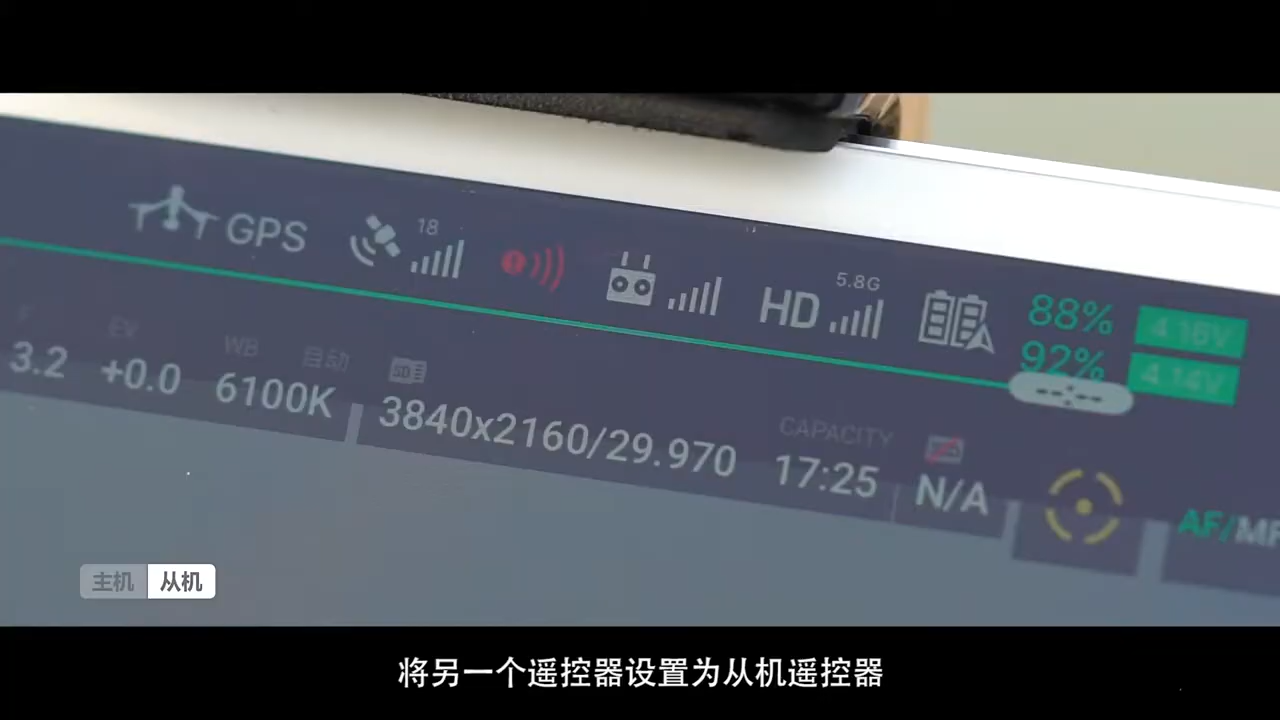 GPS
18
5.8G
HD
88%
4.16V
92%
4.14V
EV
WB
自动
SD
3.2
+0.0
6100K
3840x2160/29.970
CAPACITY
17:25
N/A
AF/MF
主机 从机
将另一个遥控器设置为从机遥控器